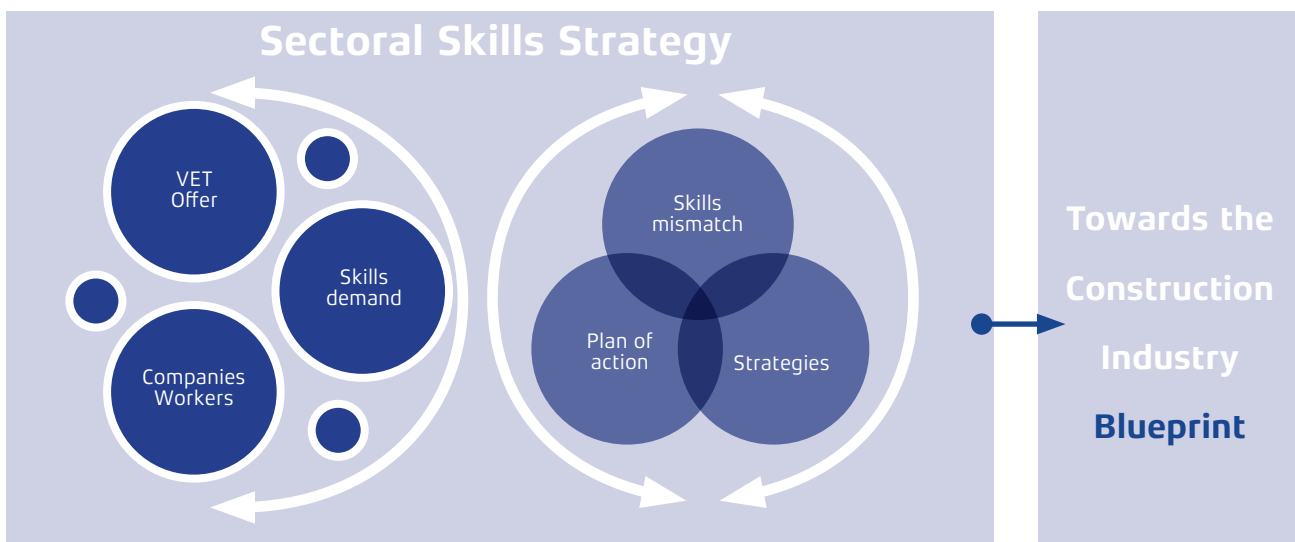 Sectoral Skills Strategy
VET
Offer
Skills
demand
Companies
Workers
Skills
mismatch
Plan of
action
Strategies
Towards the
Construction
Industry
Blueprint